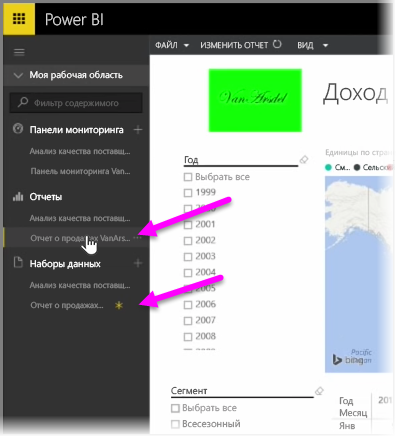 Power BI
ФАЙЛ ИЗМЕНИТЬ ОТЧЕТ ВИД
Моя рабочая область
Фильтр содержимого
Панели мониторинга
Анализ качества поставщ...
Панель мониторинга Van...
Отчеты
Анализ качества поставщ...
Отчет о продажах VanArs...
Наборы данных
Анализ качества поставщ...
Отчет о продажах...
VanArsdel
Доход
Единицы по стран
См... Сельско
Год
Выбрать все
1999
2001
2002
2003
2004
2005
2006
2007
2008
Pacific
bing
Сегмент
Выбрать все
Всесезонный
Год 201
Месяц
Янв